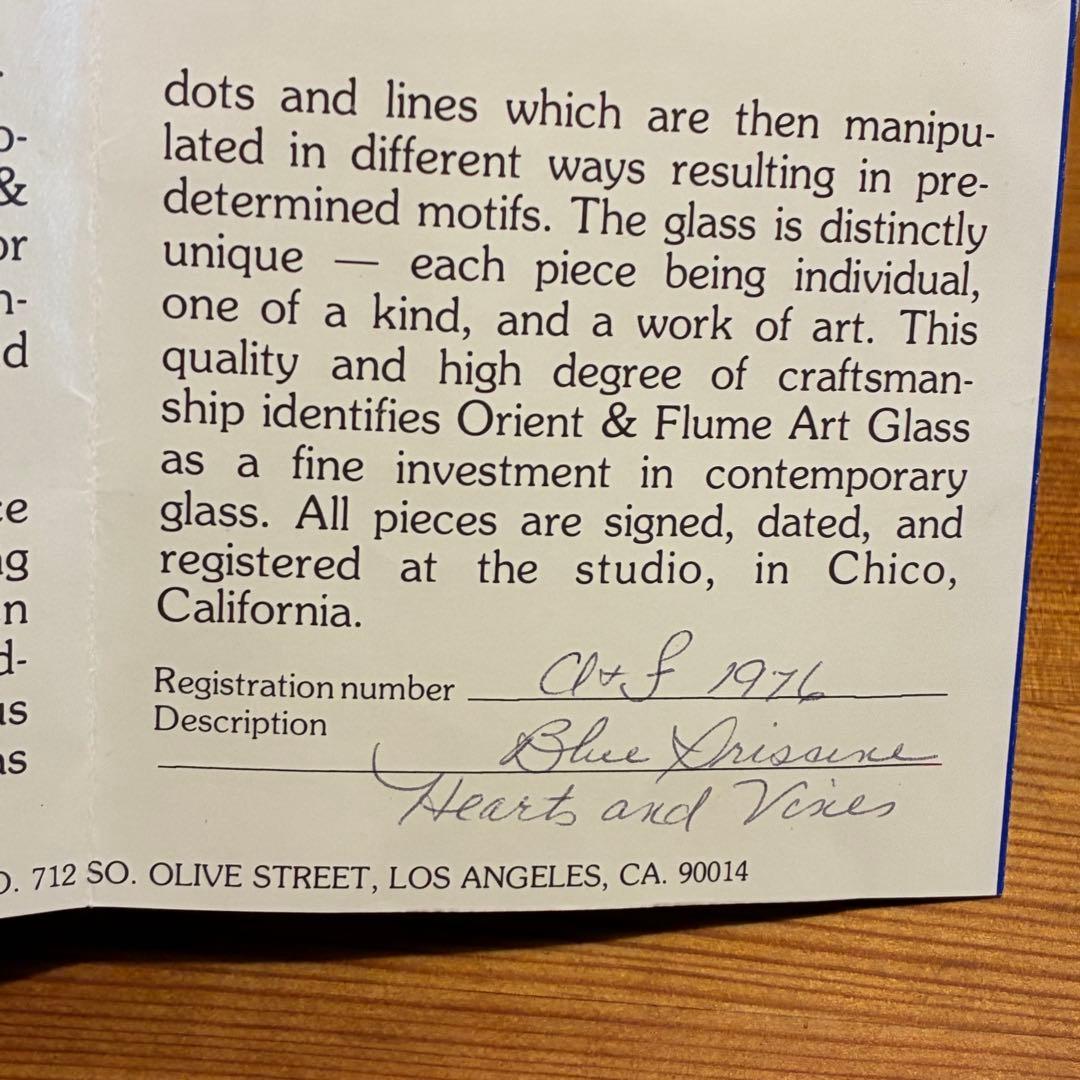 dots and lines which are then manipu-
lated in different ways resulting in pre-
determined motifs. The glass is distinctly
unique — each piece being individual,
one of a kind, and a work of art. This
quality and high degree of craftsman-
ship identifies Orient & Flume Art Glass
as a fine investment in contemporary
glass. All pieces are signed, dated, and
registered at the studio, in Chico,
California.
Registration number 1976
Description
Blue
Hearts and Vines
712 SO. OLIVE STREET, LOS ANGELES, CA. 90014
&